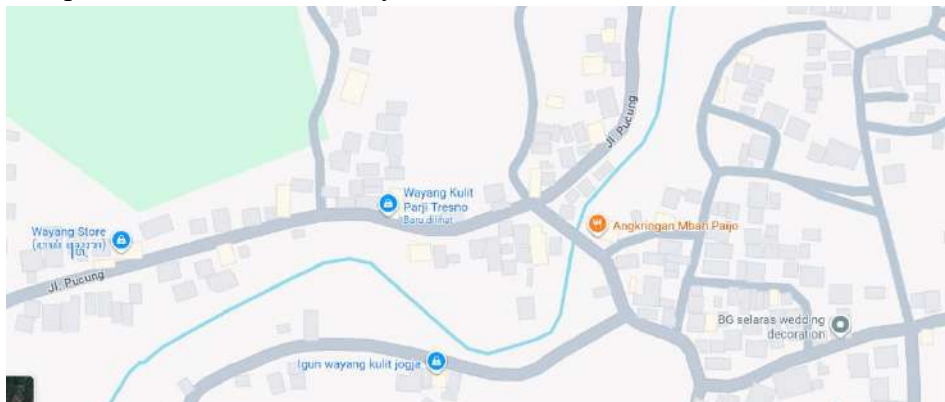 Jl. Pucung
Wayang Kulit
Parji Tresno
Baru dilihat
Wayang Store
Angkringan Mbah Paijo
Jl. Pucung
BG selaras wedding
decoration
Igun wayang kulit jogja